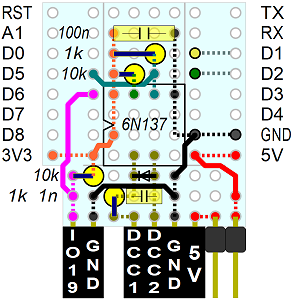 RST TX
A1 100n RX
D0 1k D1
D5 10k D2
D6 D3
D7 6N137 D4
D8 GND
3V3 5V
10k
1k 1n
IO19 GND DCC1 DCC2 GND 5V